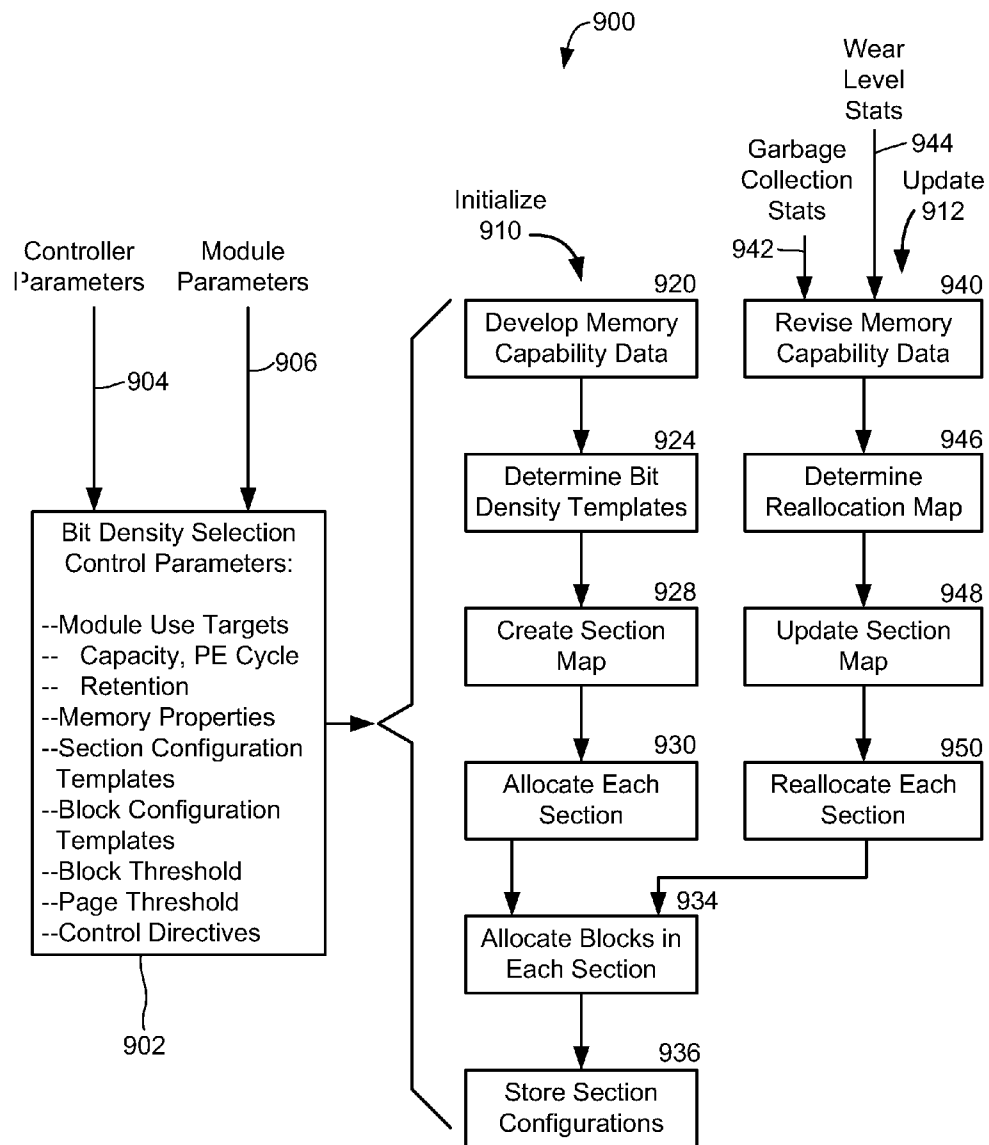 900
Wear
Level
Stats
944
Garbage
Collection
Stats
942
Update
912
Initialize
910
Controller
Parameters
904
Module
Parameters
906
Bit Density Selection
Control Parameters:
--Module Use Targets
-- Capacity, PE Cycle
-- Retention
--Memory Properties
--Section Configuration
Templates
--Block Configuration
Templates
--Block Threshold
--Page Threshold
--Control Directives
902
920
Develop Memory
Capability Data
924
Determine Bit
Density Templates
928
Create Section
Map
930
Allocate Each
Section
940
Revise Memory
Capability Data
946
Determine
Reallocation Map
948
Update Section
Map
950
Reallocate Each
Section
934
Allocate Blocks in
Each Section
936
Store Section
Configurations